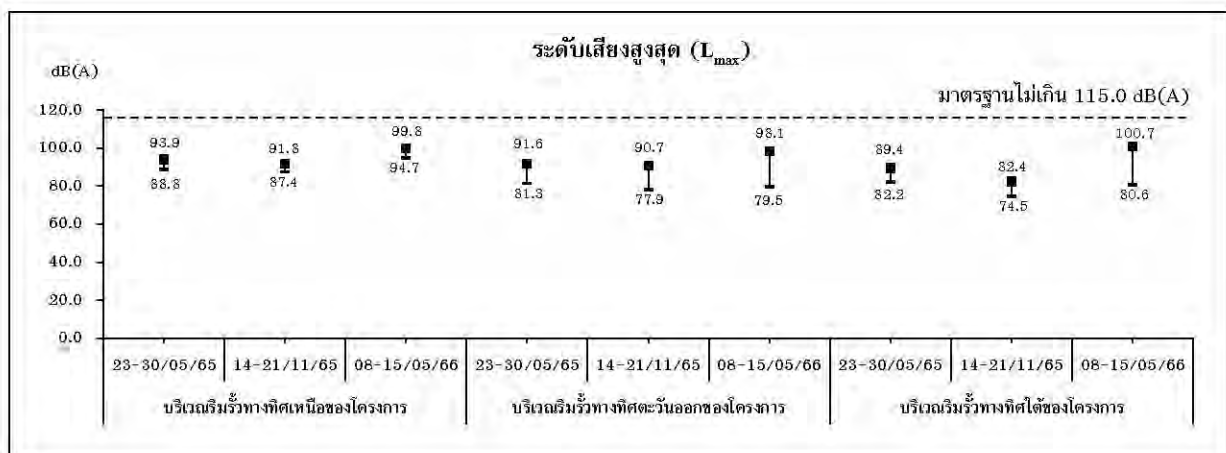 ระดับเสียงสูงสุด (Lmax)
dB(A)
มาตรฐานไม่เกิน 115.0 dB(A)
120.0
100.0
80.0
60.0
40.0
20.0
0.0
93.9 91.8 99.8 91.6 90.7 98.1 89.4 82.4 100.7
88.8 87.4 94.7 81.3 77.9 79.5 82.2 74.5 80.6
23-30/05/65 14-21/11/65 08-15/05/66 23-30/05/65 14-21/11/65 08-15/05/66 23-30/05/65 14-21/11/65 08-15/05/66
บริเวณริมรั้วทางทิศเหนือของโครงการ บริเวณริมรั้วทางทิศตะวันออกของโครงการ บริเวณริมรั้วทางทิศใต้ของโครงการ